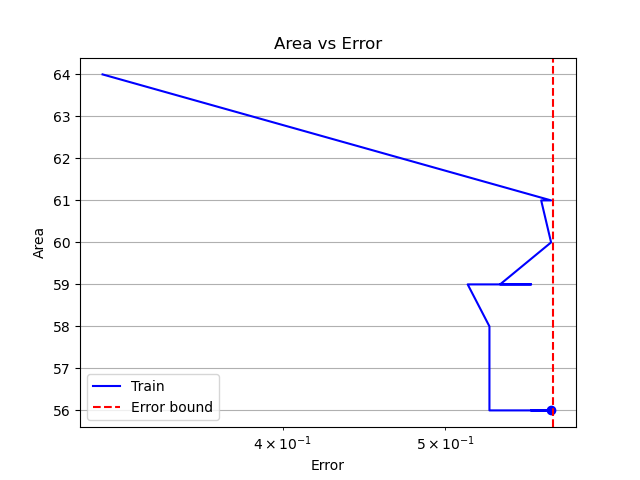 Area vs Error
Area
64
63
62
61
60
59
58
57
56
Train
Error bound
4 × 10⁻¹
5 × 10⁻¹
Error